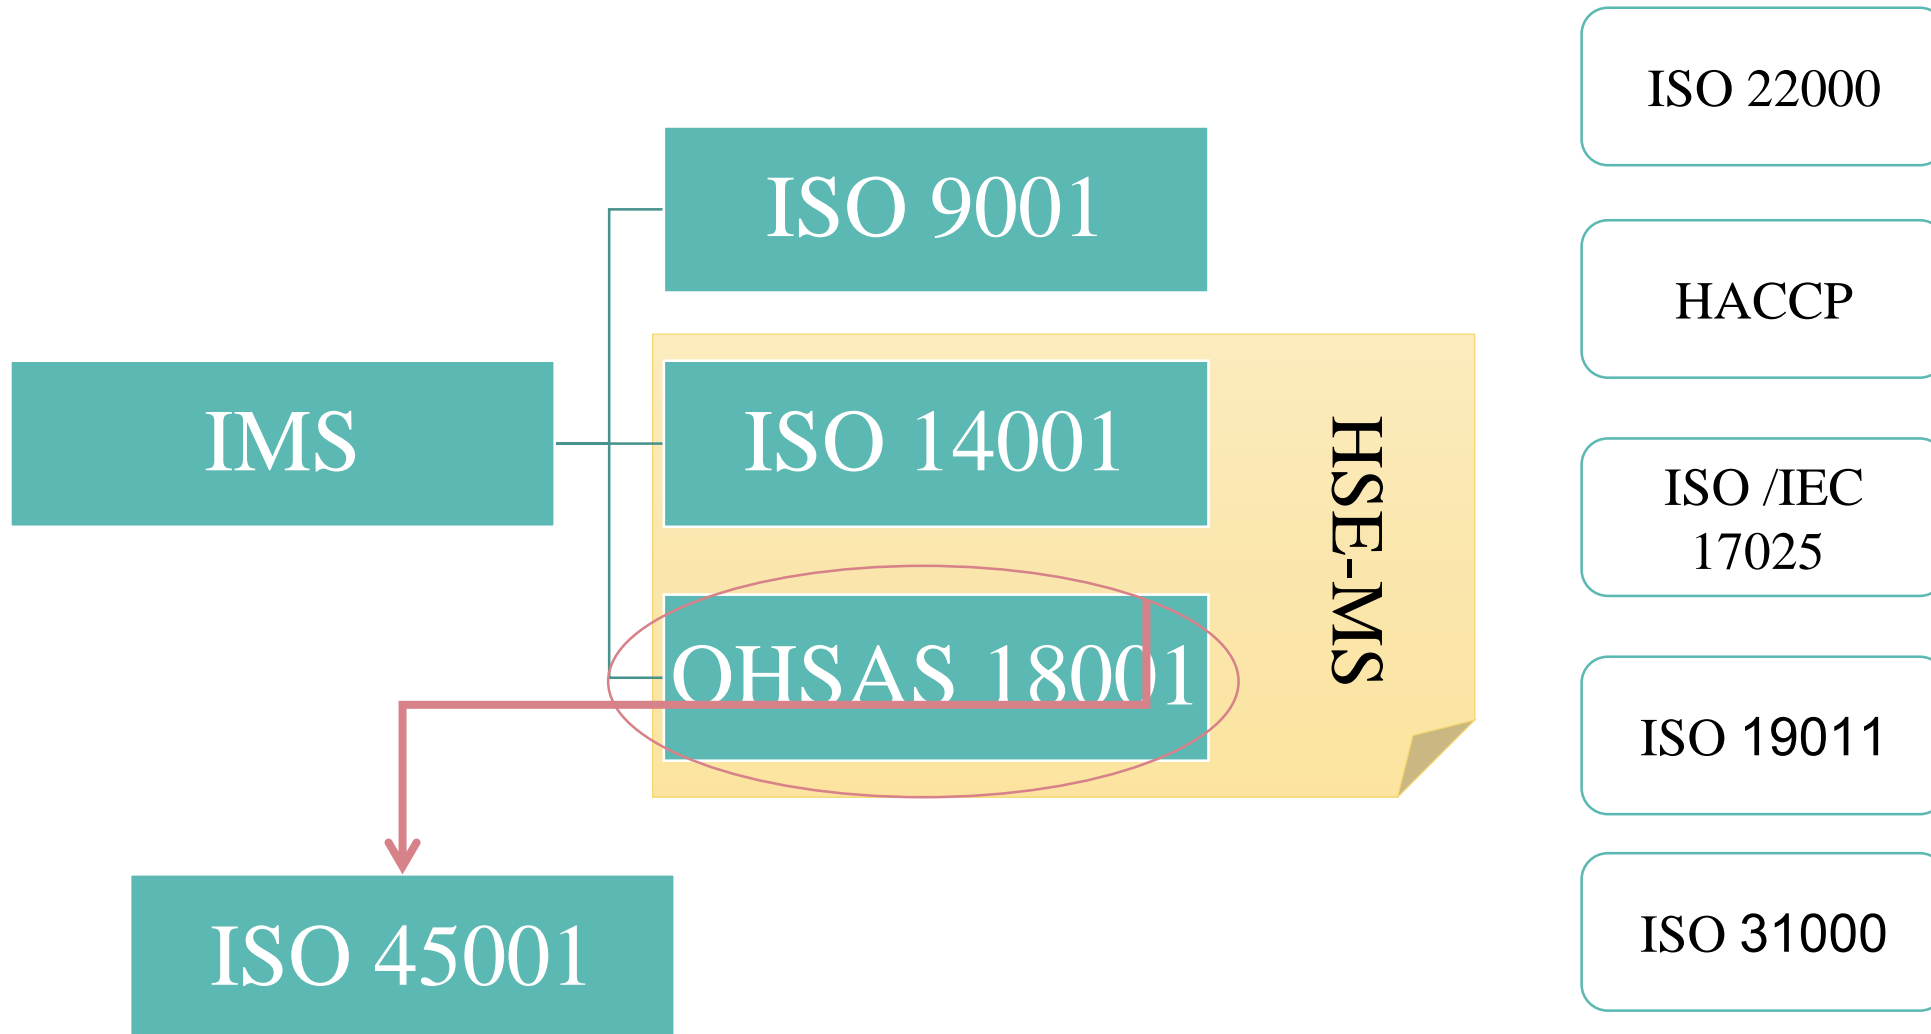 IMS
ISO 9001
ISO 14001
OHSAS 18001
HSE-MS
ISO 45001
ISO 22000
HACCP
ISO /IEC
17025
ISO 19011
ISO 31000